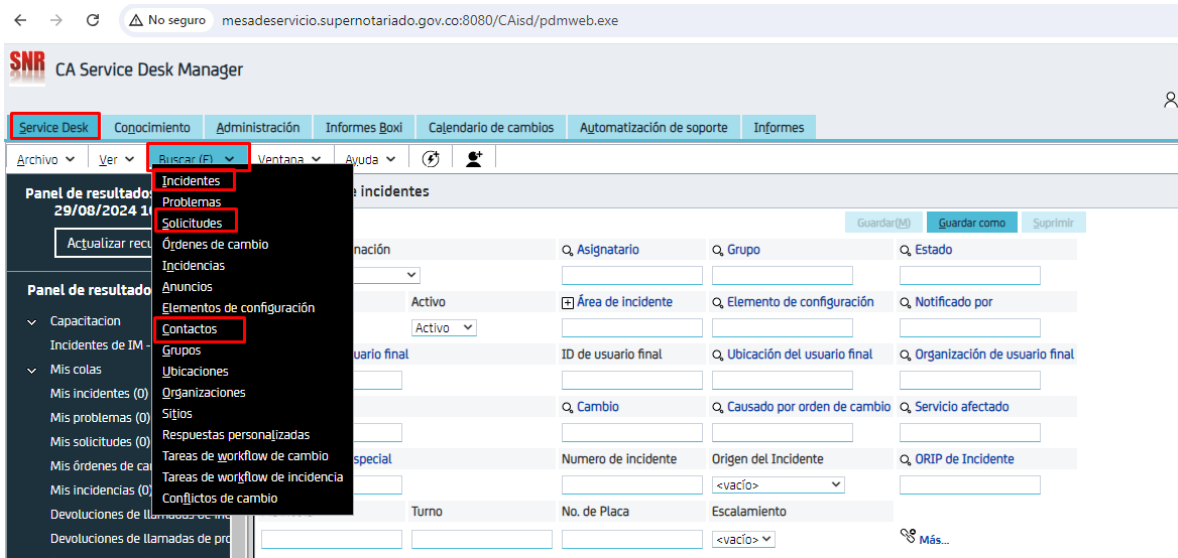 No seguro mesadeservicio.supernotariado.gov.co:8080/CAisd/pdmweb.exe
SNR CA Service Desk Manager
Service Desk Conocimiento Administración Informes Boxi Calendario de cambios Automatización de soporte Informes
Archivo Ver Buscar (F) Ventana Ayuda
Panel de resultados
29/08/2024
Actualizar
Panel de resultado
Capacitacion
Incidentes de IM -
Mis colas
Mis incidentes (0)
Mis problemas (0)
Mis solicitudes (0)
Mis órdenes de
Mis incidencias (0)
Devoluciones de llamadas de
Devoluciones de llamadas de
Incidentes
Problemas
Solicitudes
Órdenes de cambio
Incidencias
Anuncios
Elementos de configuración
Contactos
Grupos
Ubicaciones
Organizaciones
Sitios
Respuestas personalizadas
Tareas de workflow de cambio
Tareas de workflow de incidencia
Conflictos de cambio
incidentes
Guardar(M) Guardar como Suprimir
Asignatario Grupo Estado
Activo Área de incidente Elemento de configuración Notificado por
Activo
final ID de usuario final Ubicación del usuario final Organización de usuario final
Cambio Causado por orden de cambio Servicio afectado
special Numero de incidente Origen del Incidente ORIP de Incidente
<vacío>
Turno No. de Placa Escalamiento
<vacío> Más...